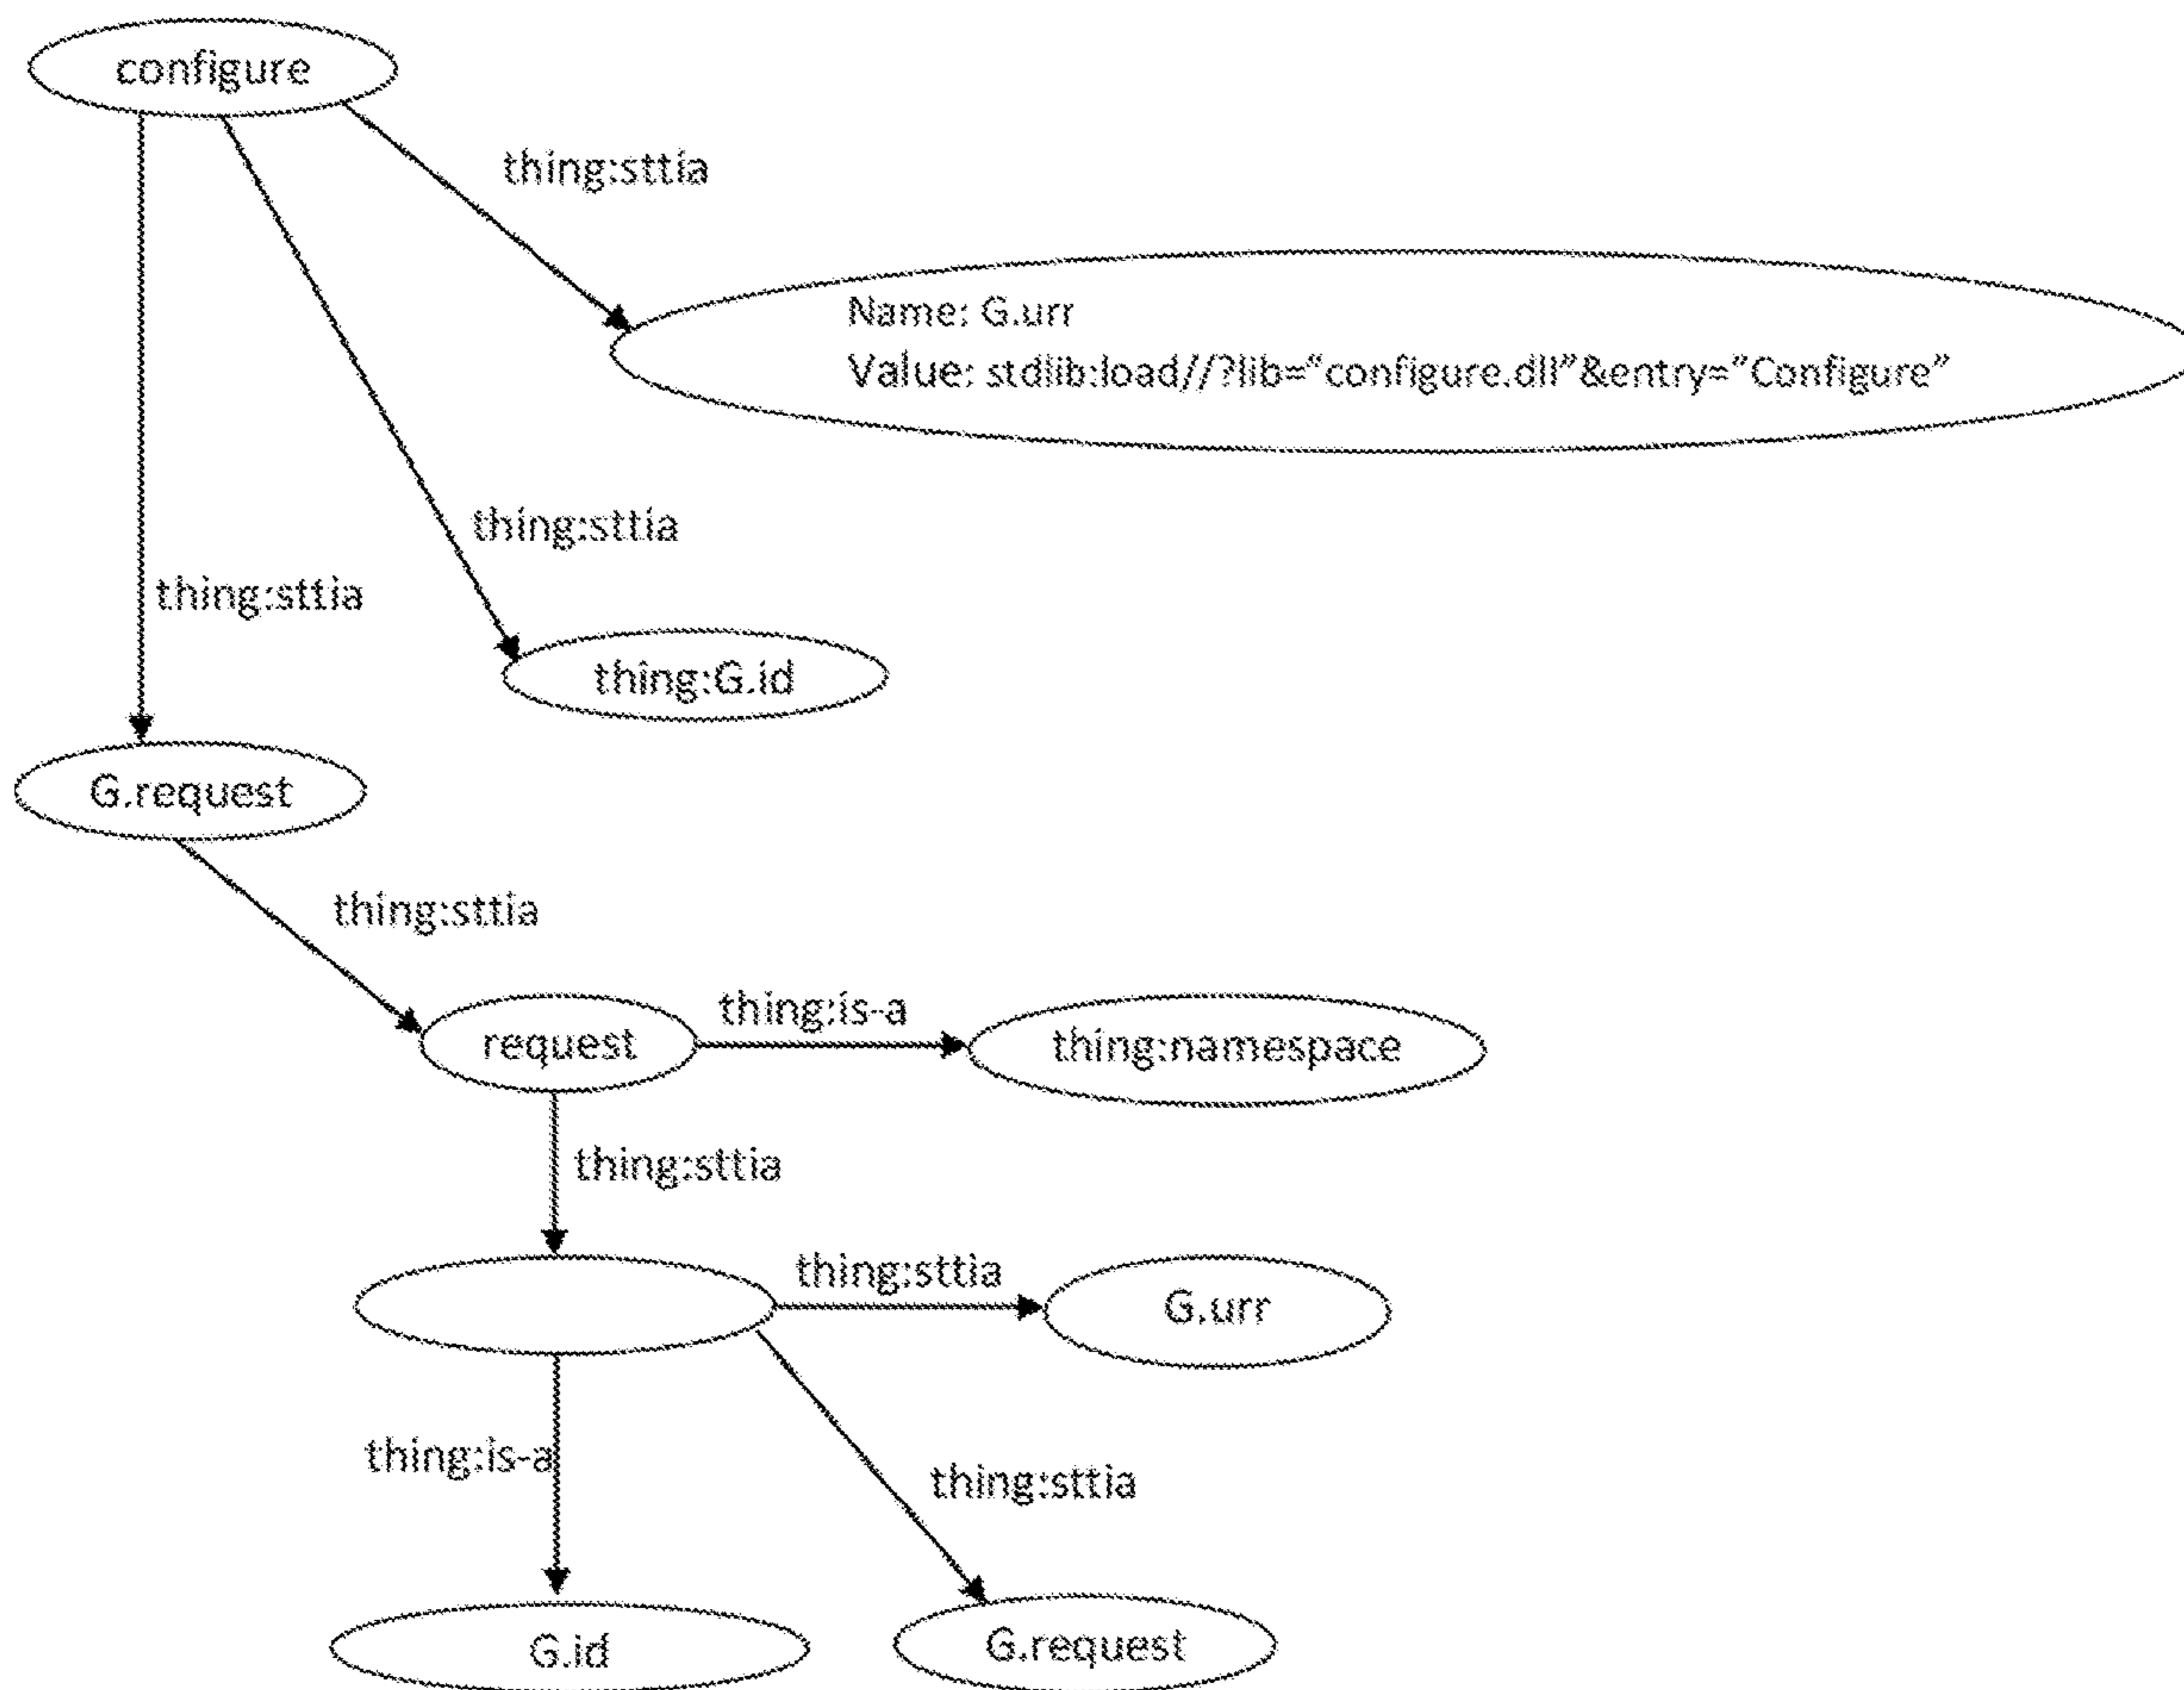 configure
thing:sttia
Name: G.urr
Value: stdlib:load//?lib=“configure.dll”&entry=”Configure”
thing:sttia
thing:sttia
thing:G.id
G.request
thing:sttia
thing:is-a
request
thing:namespace
thing:sttia
thing:sttia
G.urr
thing:is-a
thing:sttia
G.id
G.request